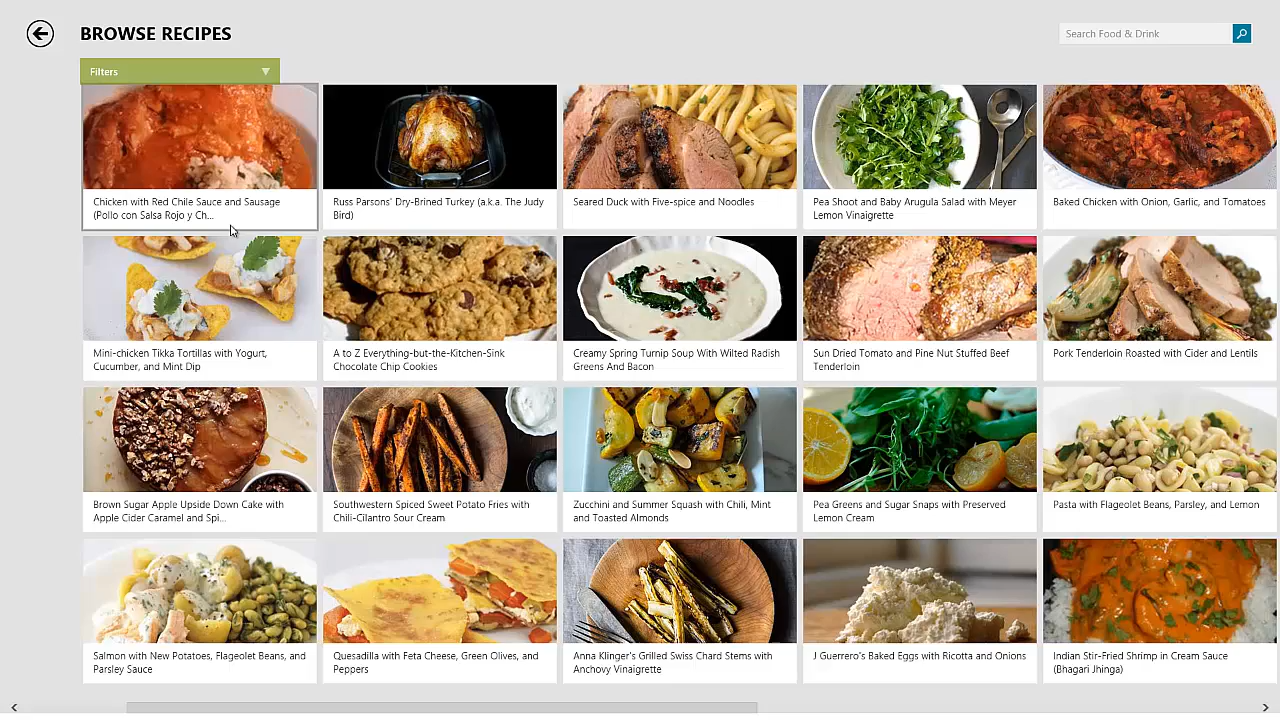 BROWSE RECIPES
Search Food & Drink
Filters
Chicken with Red Chile Sauce and Sausage
(Pollo con Salsa Rojo y Ch...
Russ Parsons' Dry-Brined Turkey (a.k.a. The Judy
Bird)
Seared Duck with Five-spice and Noodles
Pea Shoot and Baby Arugula Salad with Meyer
Lemon Vinaigrette
Baked Chicken with Onion, Garlic, and Tomatoes
Mini-chicken Tikka Tortillas with Yogurt,
Cucumber, and Mint Dip
A to Z Everything-but-the-Kitchen-Sink
Chocolate Chip Cookies
Creamy Spring Turnip Soup With Wilted Radish
Greens And Bacon
Sun Dried Tomato and Pine Nut Stuffed Beef
Tenderloin
Pork Tenderloin Roasted with Cider and Lentils
Brown Sugar Apple Upside Down Cake with
Apple Cider Caramel and Spi...
Southwestern Spiced Sweet Potato Fries with
Chili-Cilantro Sour Cream
Zucchini and Summer Squash with Chili, Mint
and Toasted Almonds
Pea Greens and Sugar Snaps with Preserved
Lemon Cream
Pasta with Flageolet Beans, Parsley, and Lemon
Salmon with New Potatoes, Flageolet Beans, and
Parsley Sauce
Quesadilla with Feta Cheese, Green Olives, and
Peppers
Anna Klinger's Grilled Swiss Chard Stems with
Anchovy Vinaigrette
J Guerrero's Baked Eggs with Ricotta and Onions
Indian Stir-Fried Shrimp in Cream Sauce
(Bhagari Jhinga)